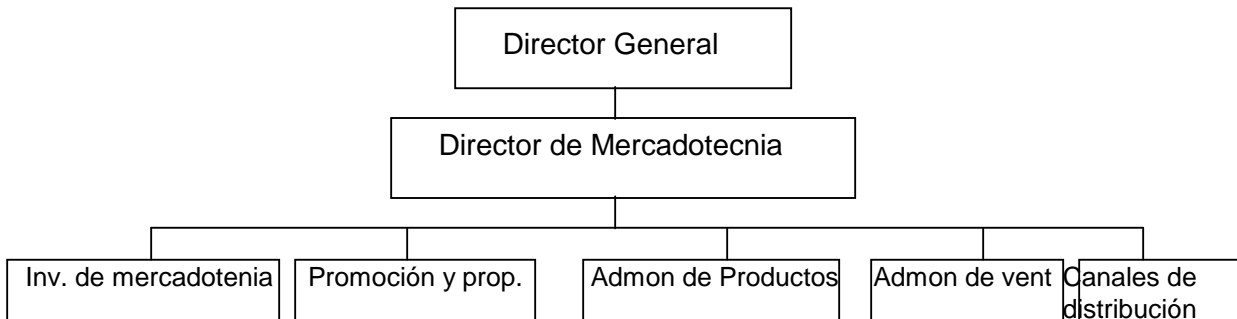 Director General
Director de Mercadotecnia
Inv. de mercadotenia
Promoción y prop.
Admon de Productos
Admon de vent
Canales de
distribución